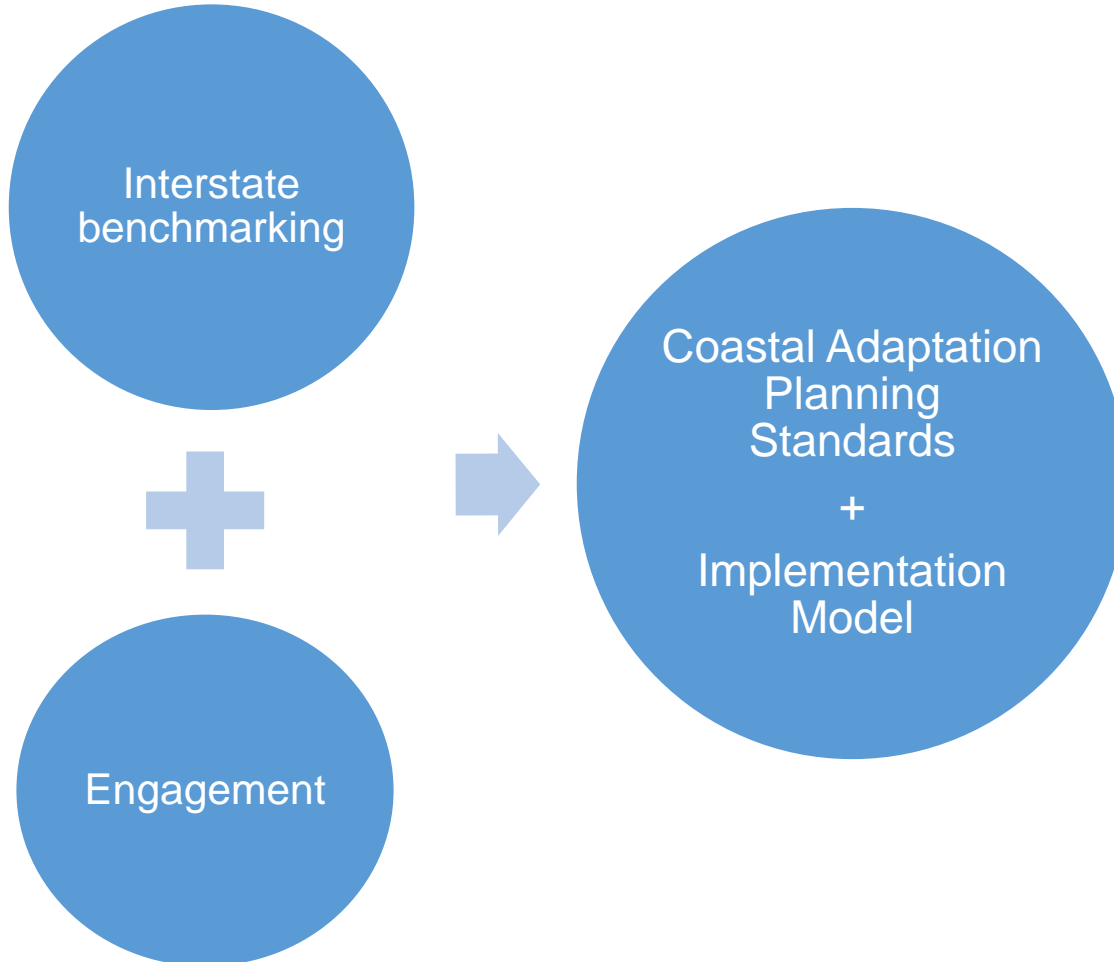 Interstate
benchmarking
Engagement
Coastal Adaptation
Planning
Standards
+
Implementation
Model